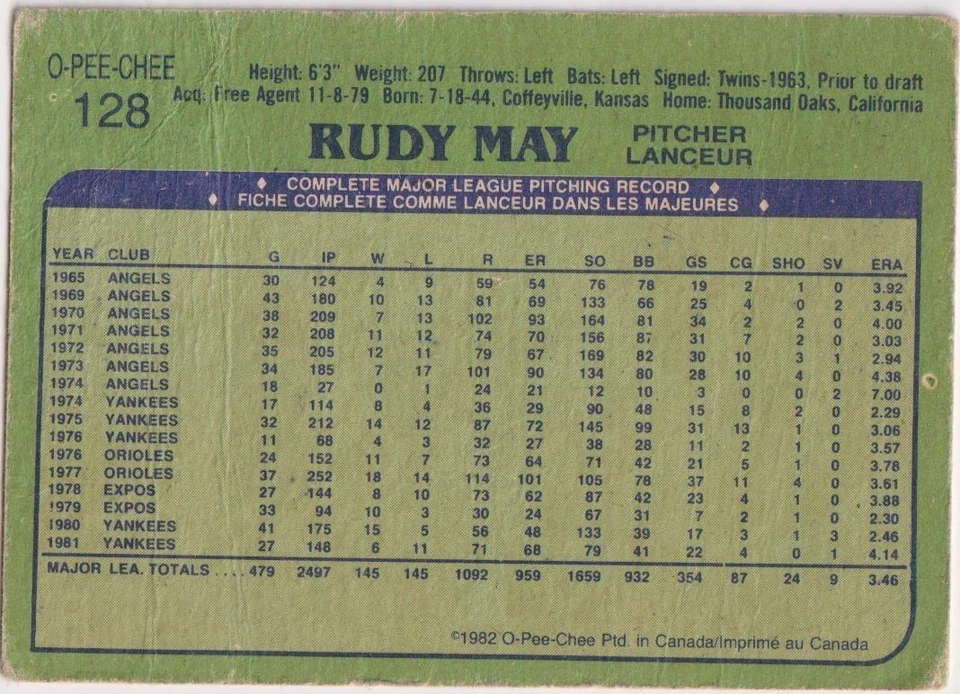 O-PEE-CHEE
128
Height: 6'3" Weight: 207 Throws: Left Bats: Left Signed: Twins-1963, Prior to draft
Acq: Free Agent 11-8-79 Born: 7-18-44, Coffeyville, Kansas Home: Thousand Oaks, California
RUDY MAY PITCHER
LANCEUR
♦ COMPLETE MAJOR LEAGUE PITCHING RECORD ♦
♦ FICHE COMPLÈTE COMME LANCEUR DANS LES MAJEURES ♦
YEAR CLUB G IP W L R ER SO BB GS CG SHO SV ERA
1965 ANGELS 30 124 4 9 59 54 76 78 19 2 1 0 3.92
1969 ANGELS 43 180 10 13 81 69 133 66 25 4 0 2 3.45
1970 ANGELS 38 209 7 13 102 93 164 81 34 2 2 0 4.00
1971 ANGELS 32 208 11 12 74 70 156 87 31 7 2 0 3.03
1972 ANGELS 35 205 12 11 79 67 169 82 30 10 3 1 2.94
1973 ANGELS 34 185 7 17 101 90 134 80 28 10 4 0 4.38
1974 ANGELS 18 27 0 1 24 21 12 10 3 0 0 2 7.00
1974 YANKEES 17 114 8 4 36 29 90 48 15 8 2 0 2.29
1975 YANKEES 32 212 14 12 87 72 145 99 31 13 1 0 3.06
1976 YANKEES 11 68 4 3 32 27 38 28 11 2 1 0 3.57
1976 ORIOLES 24 152 11 7 73 64 71 42 21 5 1 0 3.78
1977 ORIOLES 37 252 18 14 114 101 105 78 37 11 4 0 3.61
1978 EXPOS 27 144 8 10 73 62 87 42 23 4 1 0 3.88
1979 EXPOS 33 94 10 3 30 24 67 31 7 2 1 0 2.30
1980 YANKEES 41 175 15 5 56 48 133 39 17 3 1 3 2.46
1981 YANKEES 27 148 6 11 71 68 79 41 22 4 0 1 4.14
MAJOR LEA. TOTALS .... 479 2497 145 145 1092 959 1659 932 354 87 24 9 3.46
©1982 O-Pee-Chee Ptd. in Canada/Imprimé au Canada